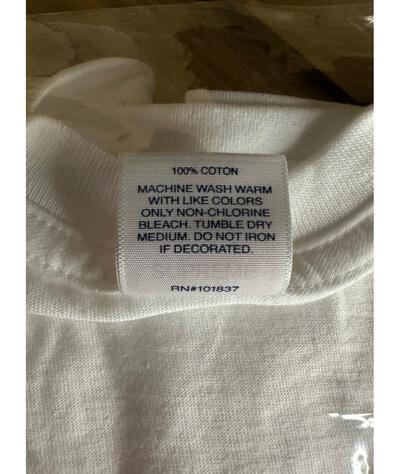 100% COTON
MACHINE WASH WARM
WITH LIKE COLORS
ONLY NON-CHLORINE
BLEACH. TUMBLE DRY
MEDIUM. DO NOT IRON
IF DECORATED.
RN#101837